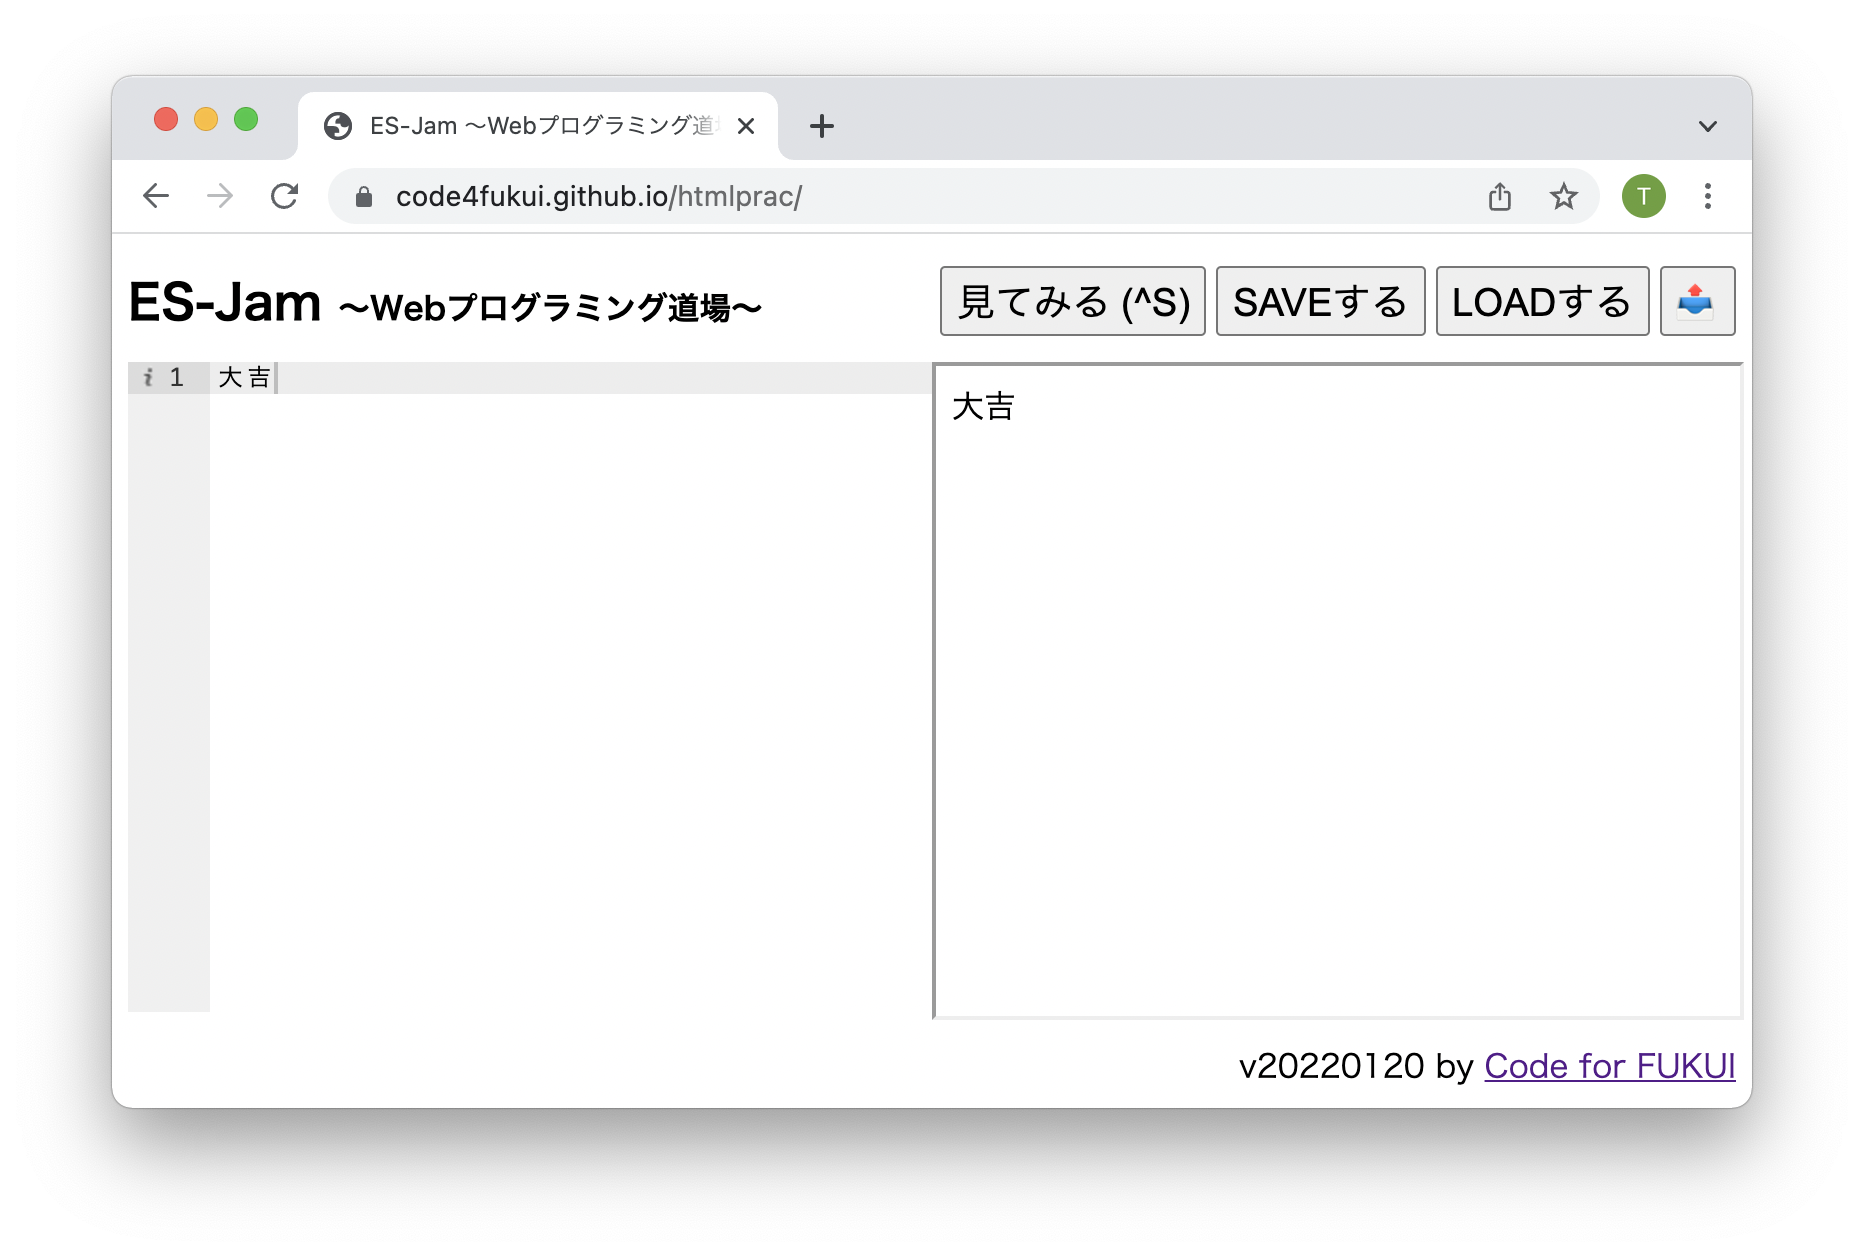 ES-Jam 〜Webプログラミング道
code4fukui.github.io/htmlprac/
T
ES-Jam 〜Webプログラミング道場〜
見てみる (^S)
SAVEする
LOADする
i 1 大吉
大吉
v20220120 by Code for FUKUI